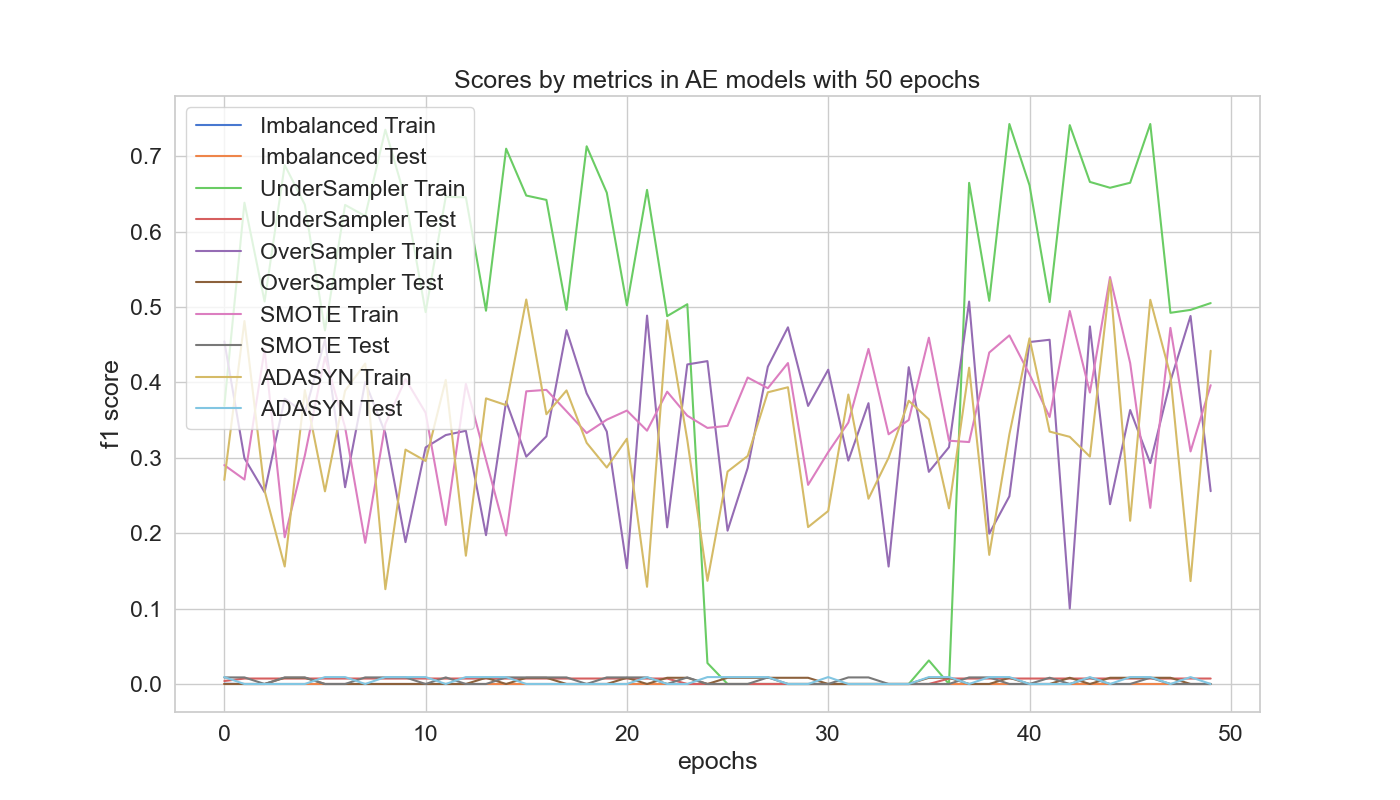 Scores by metrics in AE models with 50 epochs
Imbalanced Train
Imbalanced Test
UnderSampler Train
UnderSampler Test
OverSampler Train
OverSampler Test
SMOTE Train
SMOTE Test
ADASYN Train
ADASYN Test
f1 score
0.7
0.6
0.5
0.4
0.3
0.2
0.1
0.0
0 10 20 30 40 50
epochs